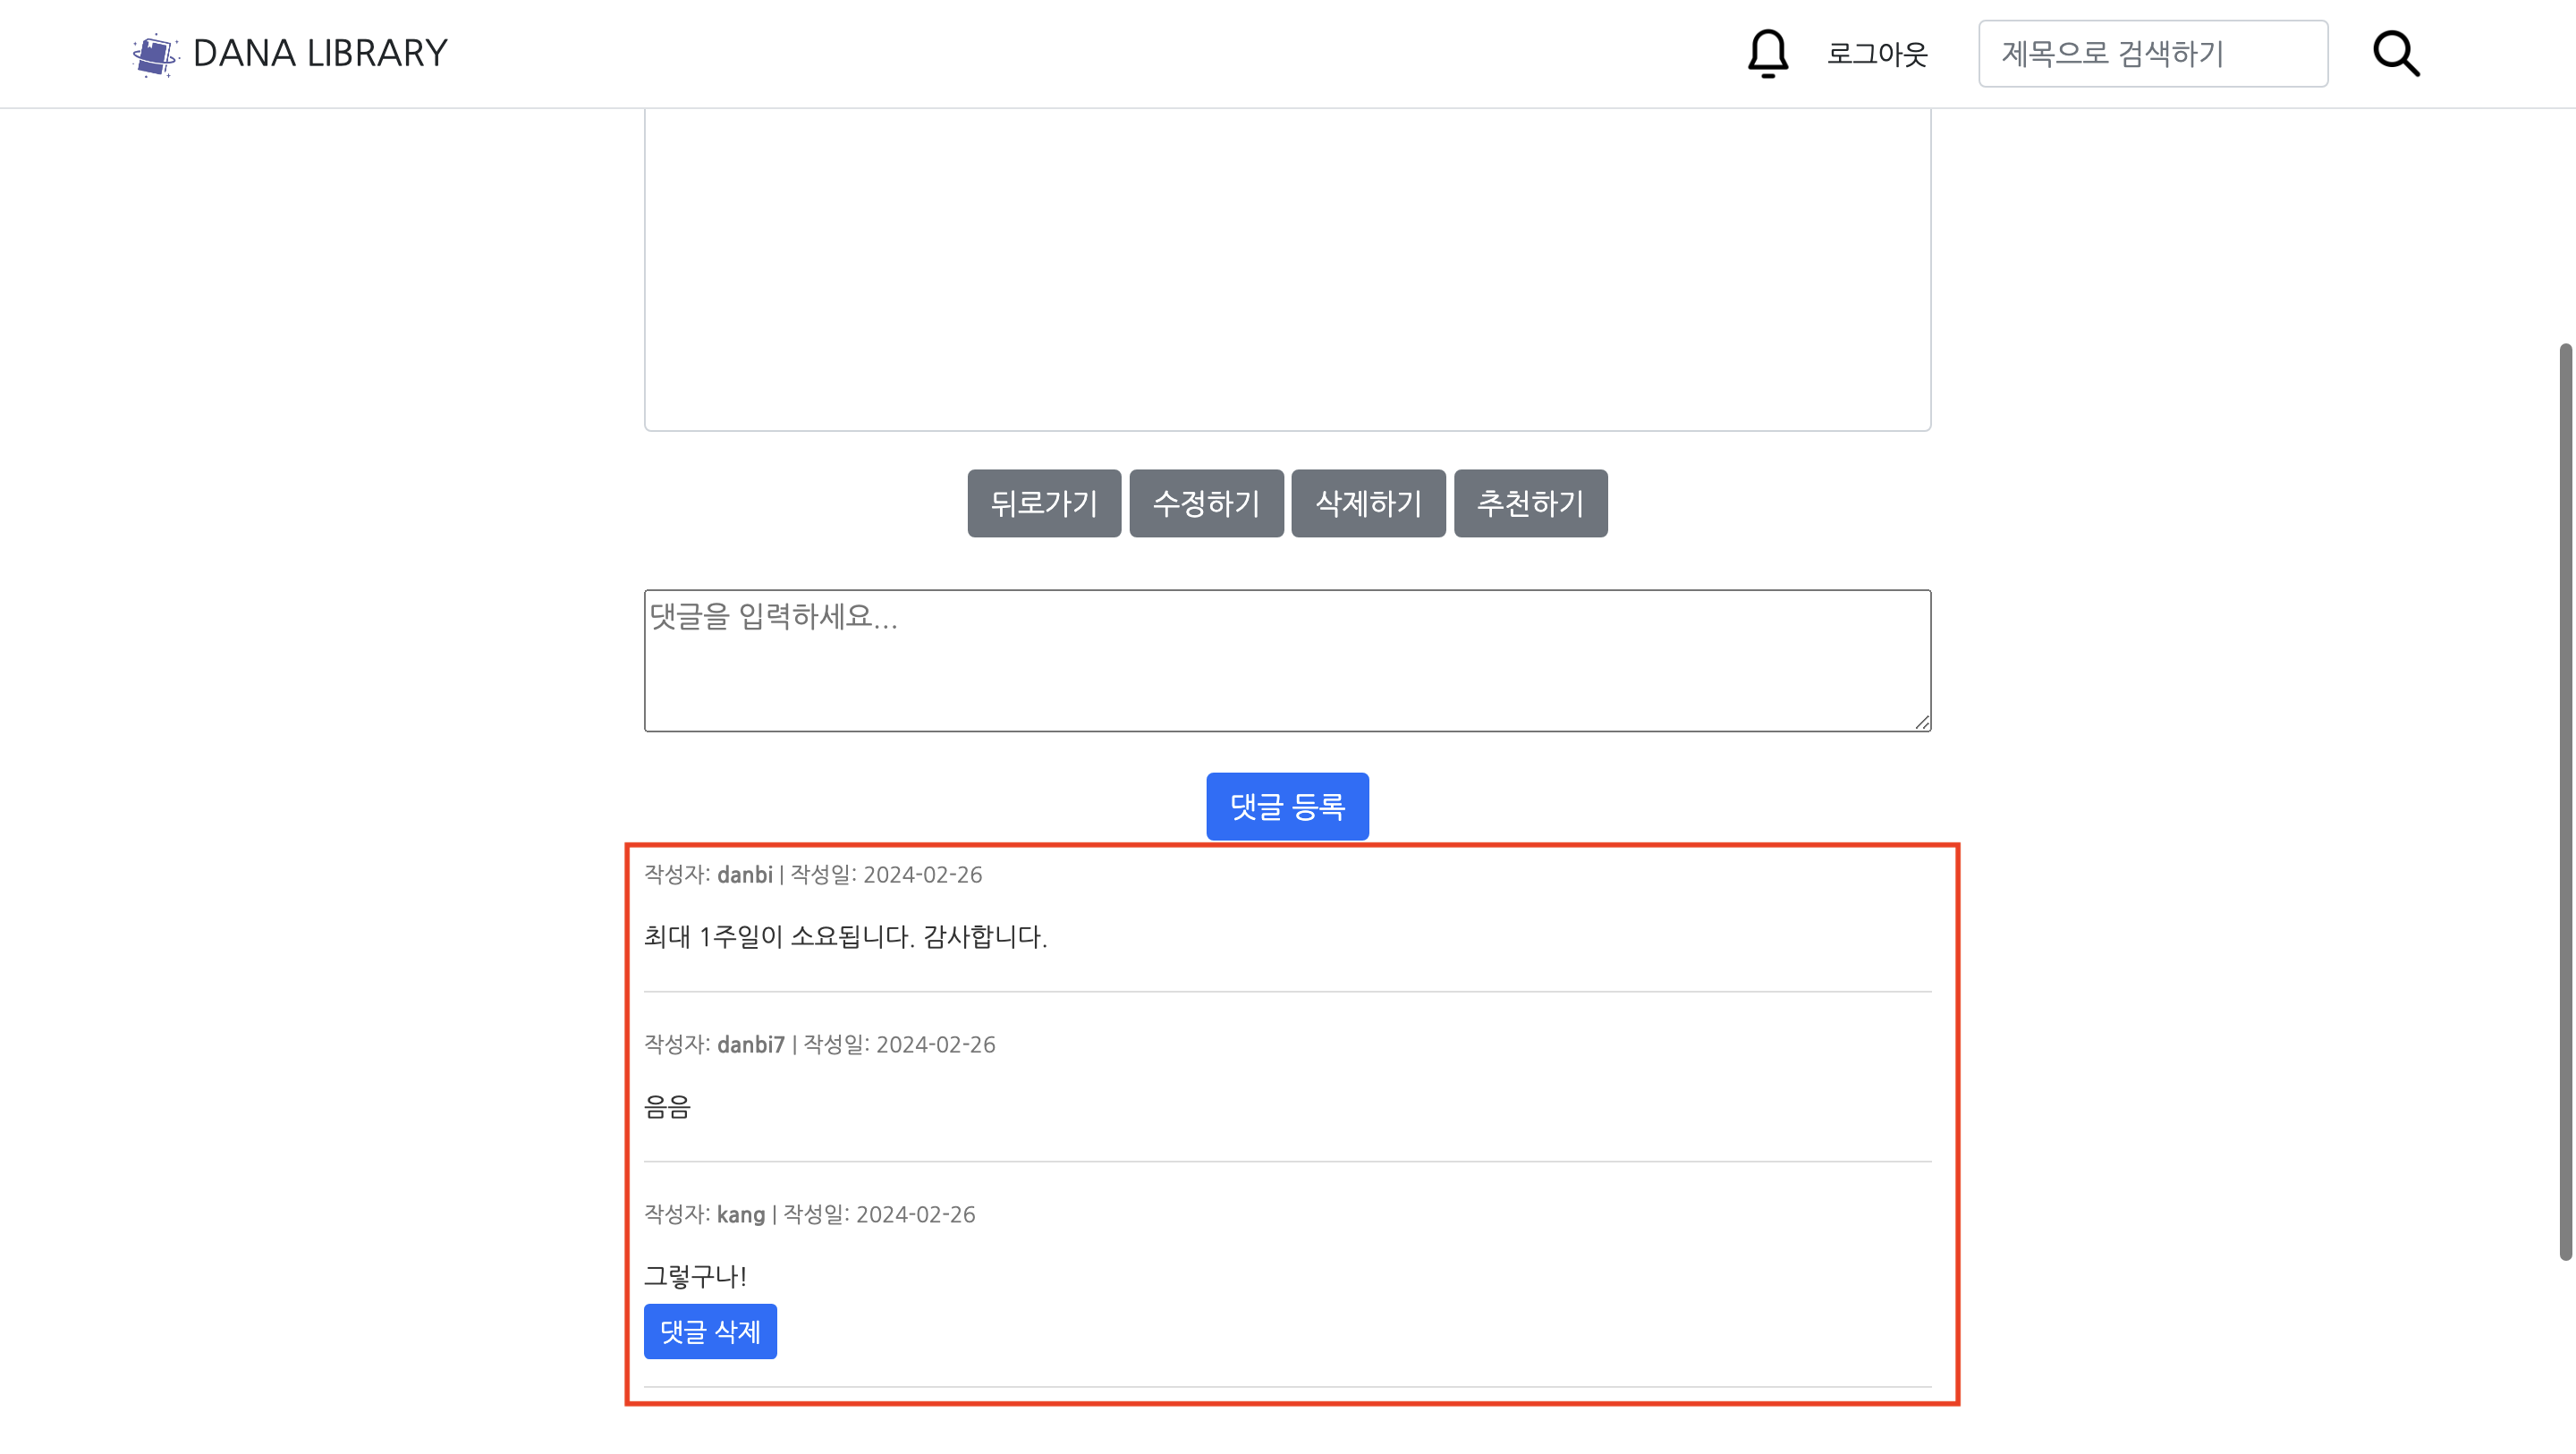 DANA LIBRARY
로그아웃
제목으로 검색하기
뒤로가기 수정하기 삭제하기 추천하기
댓글을 입력하세요...
댓글 등록
작성자: danbi | 작성일: 2024-02-26
최대 1주일이 소요됩니다. 감사합니다.
작성자: danbi7 | 작성일: 2024-02-26
음음
작성자: kang | 작성일: 2024-02-26
그렇구나!
댓글 삭제